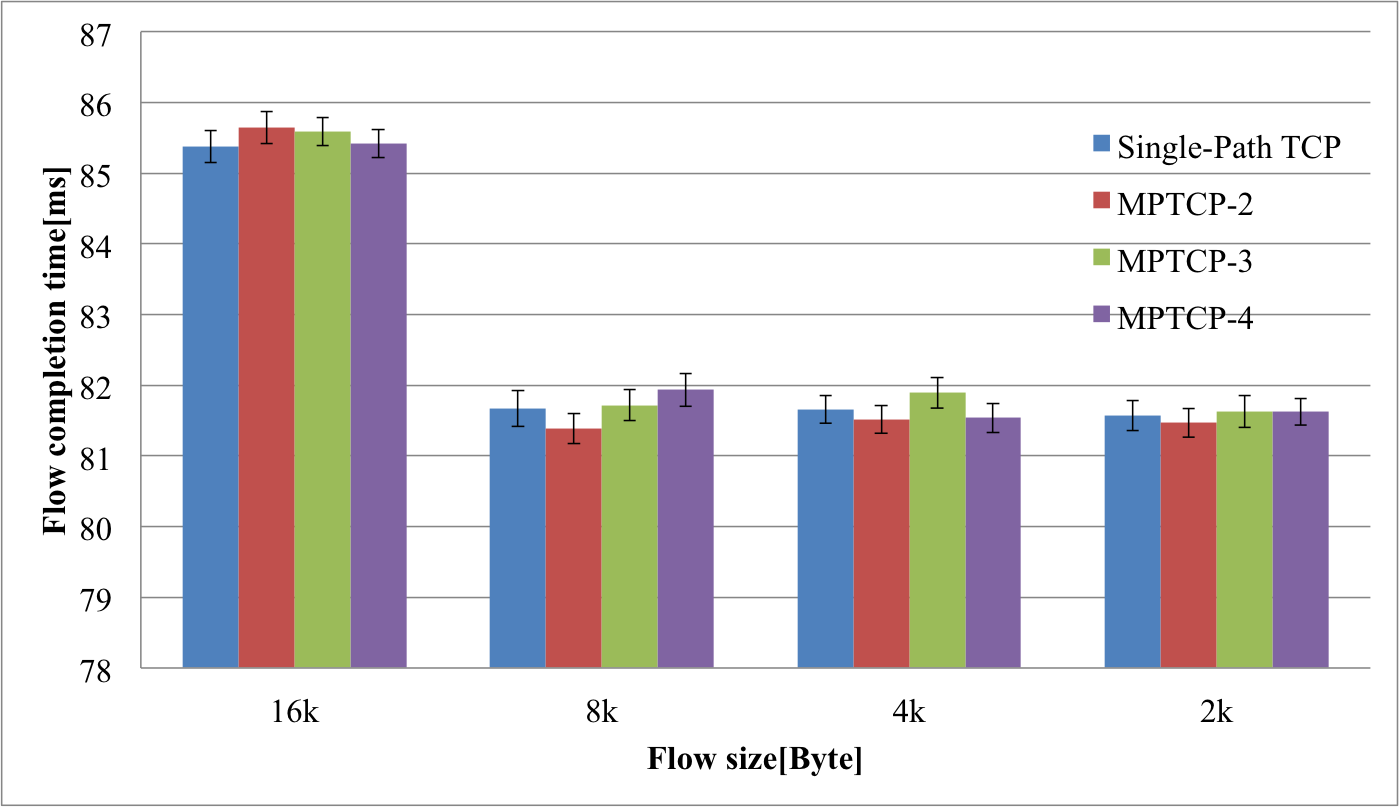 87
86
85
84
83
82
81
80
79
78
Flow completion time[ms]
Single-Path TCP
MPTCP-2
MPTCP-3
MPTCP-4
16k
8k
4k
2k
Flow size[Byte]